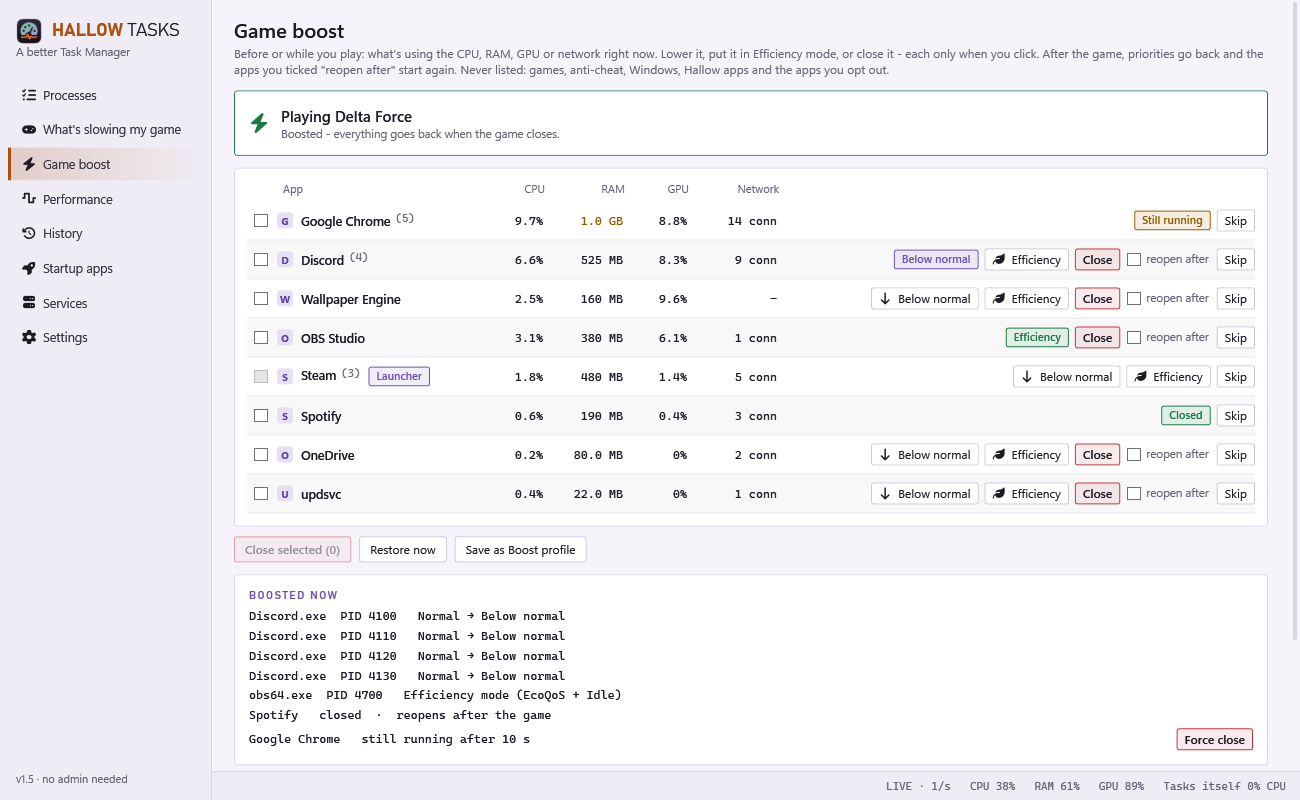 HALLOW TASKS
A better Task Manager
Processes
What's slowing my game
Game boost
Performance
History
Startup apps
Services
Settings
v1.5 · no admin needed
Game boost
Before or while you play: what's using the CPU, RAM, GPU or network right now. Lower it, put it in Efficiency mode, or close it - each only when you click. After the game, priorities go back and the
apps you ticked "reopen after" start again. Never listed: games, anti-cheat, Windows, Hallow apps and the apps you opt out.
Playing Delta Force
Boosted - everything goes back when the game closes.
App CPU RAM GPU Network
G Google Chrome (5) 9.7% 1.0 GB 8.8% 14 conn Still running Skip
D Discord (4) 6.6% 525 MB 8.3% 9 conn Below normal Efficiency Close reopen after Skip
W Wallpaper Engine 2.5% 160 MB 9.6% – ↓ Below normal Efficiency Close reopen after Skip
O OBS Studio 3.1% 380 MB 6.1% 1 conn Efficiency Close reopen after Skip
S Steam (3) Launcher 1.8% 480 MB 1.4% 5 conn ↓ Below normal Efficiency Skip
S Spotify 0.6% 190 MB 0.4% 3 conn Closed Skip
O OneDrive 0.2% 80.0 MB 0% 2 conn ↓ Below normal Efficiency Close reopen after Skip
U updsvc 0.4% 22.0 MB 0% 1 conn ↓ Below normal Efficiency Close reopen after Skip
Close selected (0) Restore now Save as Boost profile
BOOSTED NOW
Discord.exe PID 4100 Normal → Below normal
Discord.exe PID 4110 Normal → Below normal
Discord.exe PID 4120 Normal → Below normal
Discord.exe PID 4130 Normal → Below normal
obs64.exe PID 4700 Efficiency mode (EcoQoS + Idle)
Spotify closed · reopens after the game
Google Chrome still running after 10 s Force close
LIVE · 1/s CPU 38% RAM 61% GPU 89% Tasks itself 0% CPU